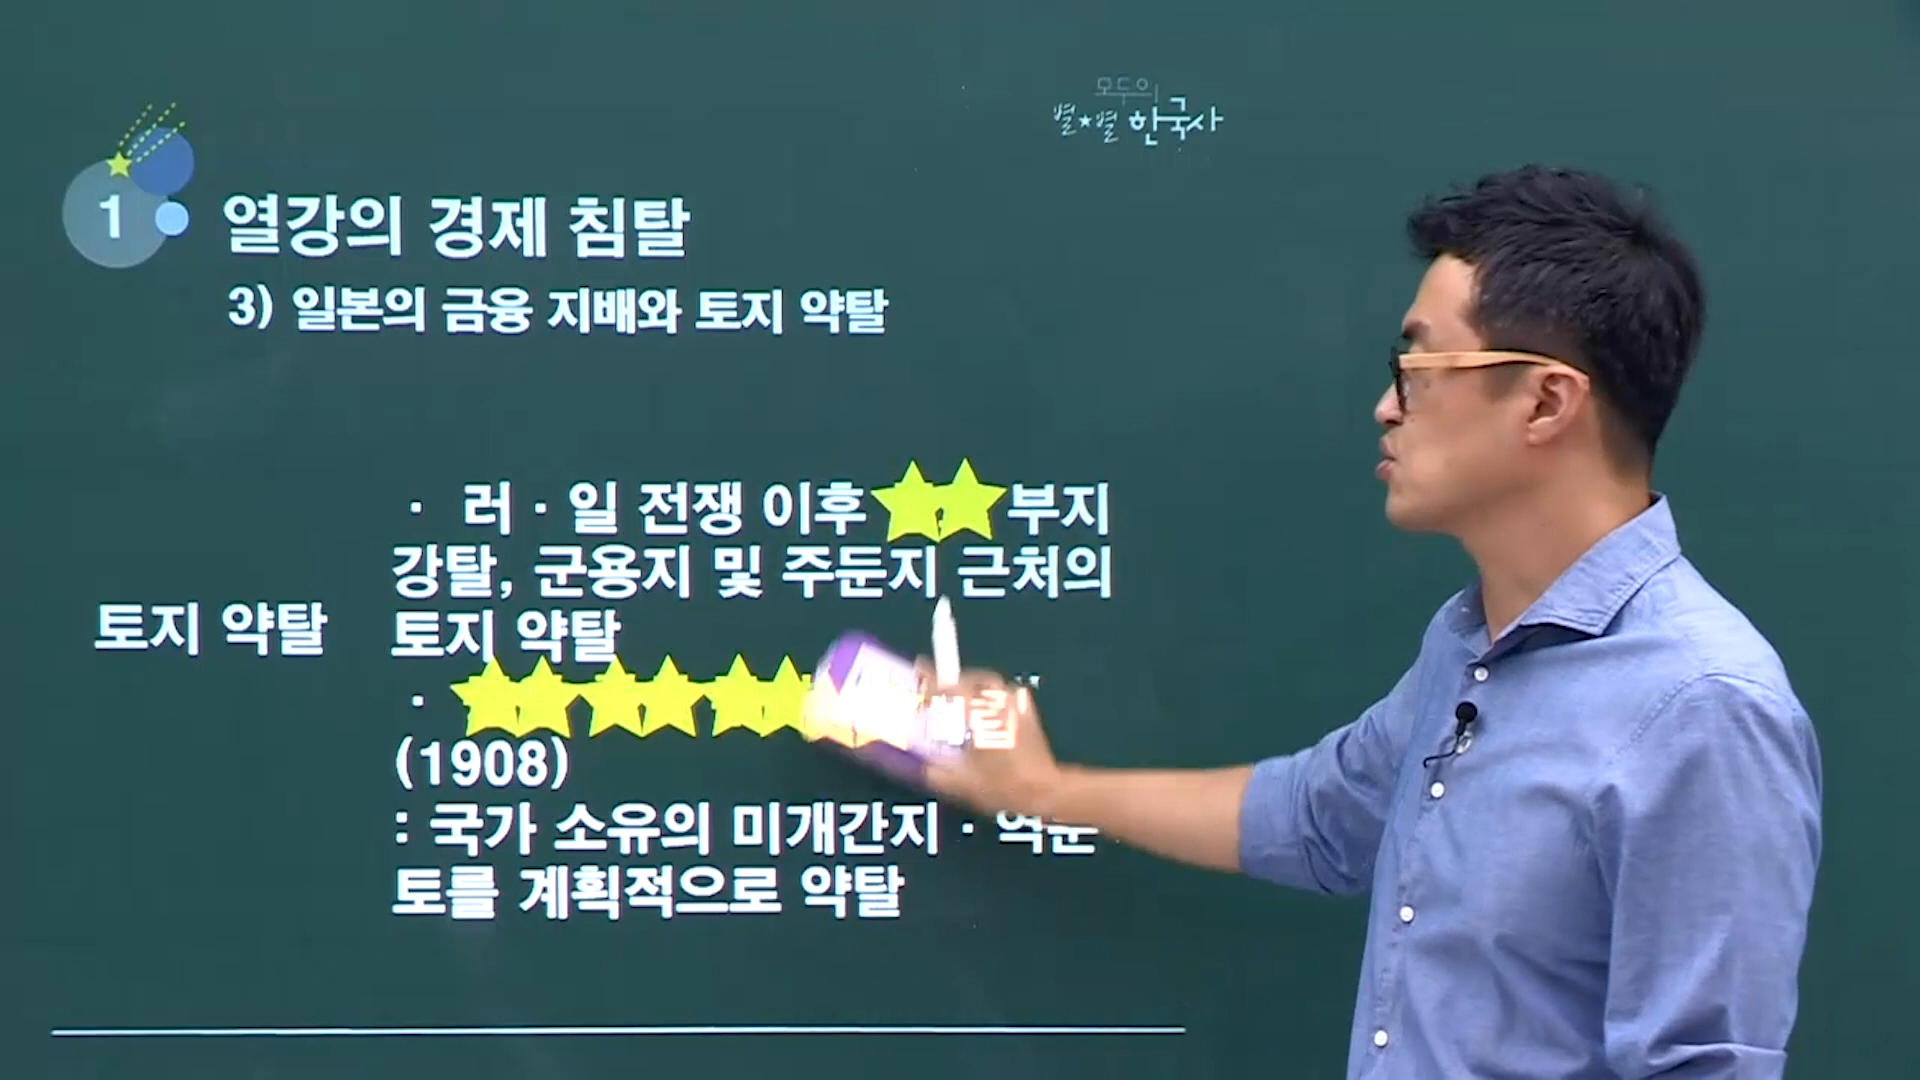 모두의
별★별 한국사
1 열강의 경제 침탈
3) 일본의 금융 지배와 토지 약탈
· 러·일 전쟁 이후 부지
강탈, 군용지 및 주둔지 근처의
토지 약탈
토지 약탈
·
(1908)
: 국가 소유의 미개간지 · 역둔
토를 계획적으로 약탈